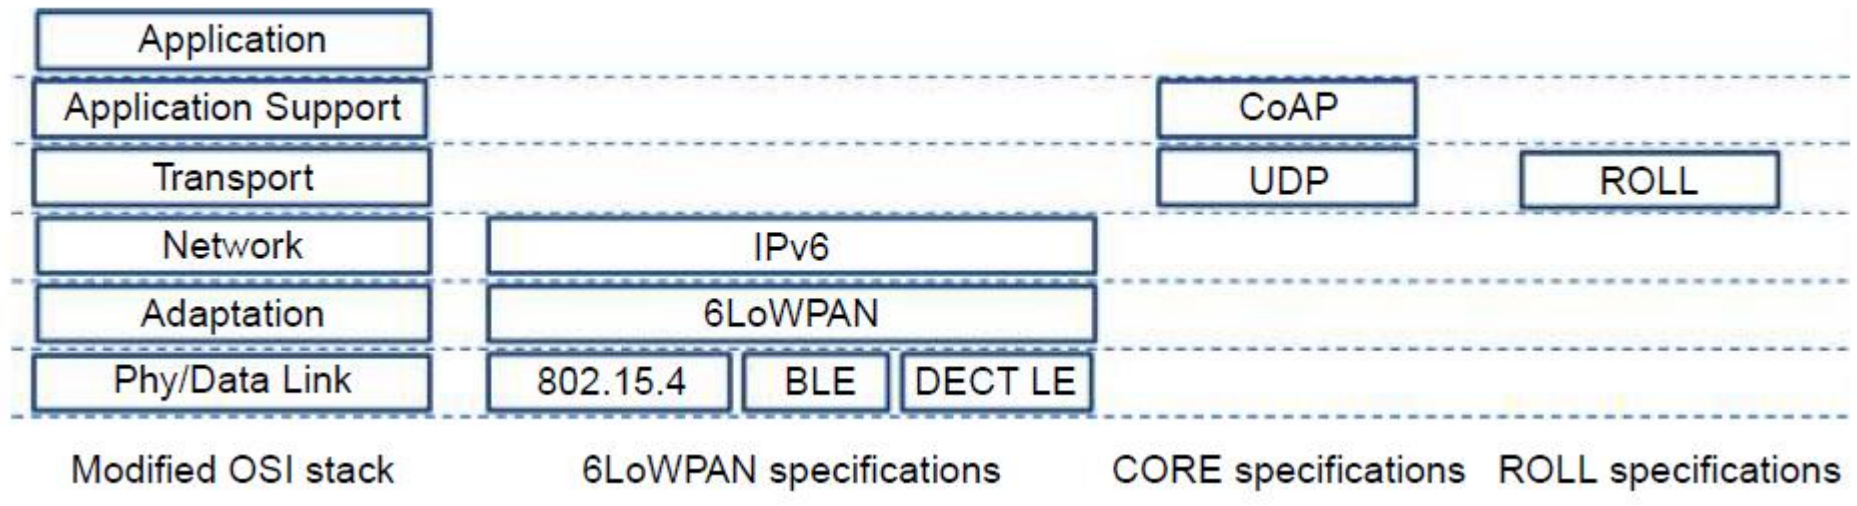 Application
Application Support CoAP
Transport UDP ROLL
Network IPv6
Adaptation 6LoWPAN
Phy/Data Link 802.15.4 BLE DECT LE
Modified OSI stack 6LoWPAN specifications CORE specifications ROLL specifications